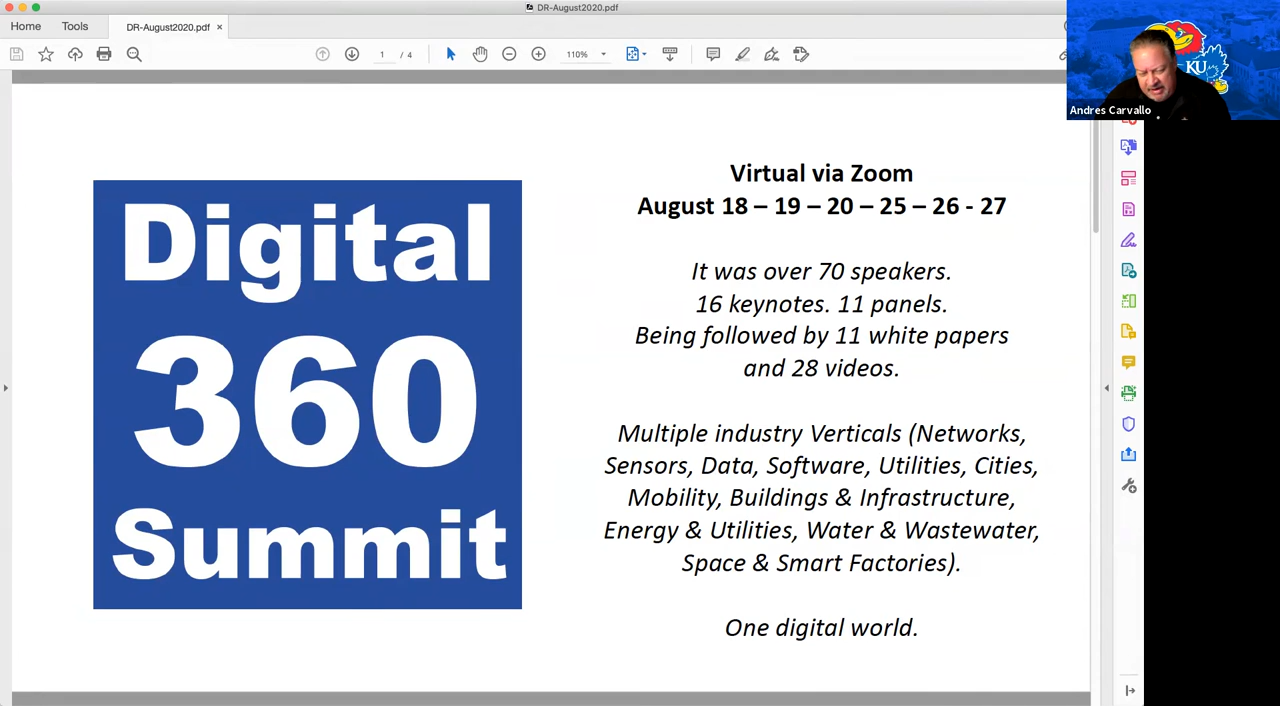 DR-August2020.pdf
Home
Tools
DR-August2020.pdf
1 / 4
110%
KU
Andres Carvallo
Digital
360
Summit
Virtual via Zoom
August 18 – 19 – 20 – 25 – 26 - 27
It was over 70 speakers.
16 keynotes. 11 panels.
Being followed by 11 white papers
and 28 videos.
Multiple industry Verticals (Networks,
Sensors, Data, Software, Utilities, Cities,
Mobility, Buildings & Infrastructure,
Energy & Utilities, Water & Wastewater,
Space & Smart Factories).
One digital world.